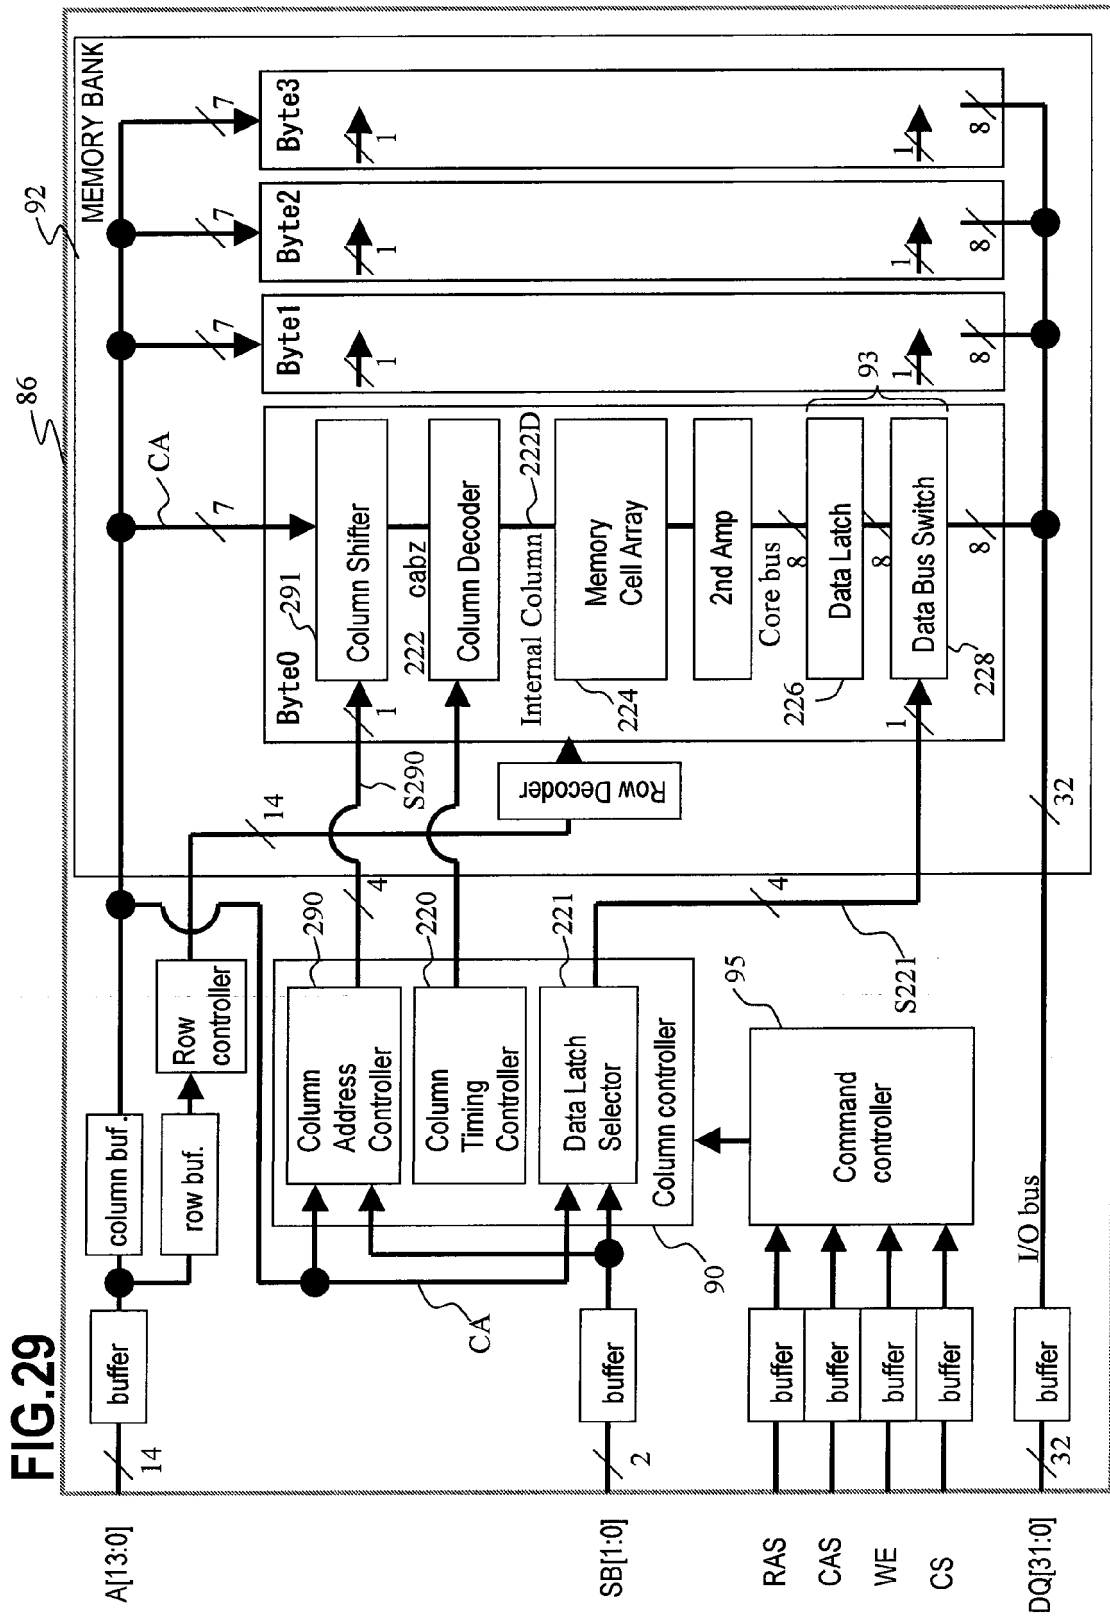 FIG.29
A[13:0]
14
buffer
column buf.
row buf.
Row
controller
14
86
92
MEMORY BANK
CA
7
7
7
7
Byte0
291
Column Shifter
1
S290
222
cabz
Column Decoder
Internal Column
222D
Memory
Cell Array
224
2nd Amp
Core bus
8
Data Latch
226
8
93
Data Bus Switch
228
1
8
Row Decoder
Byte1
1
1
8
Byte2
1
1
8
Byte3
1
1
8
290
Column
Address
Controller
4
220
Column
Timing
Controller
221
Data Latch
Selector
4
S221
Column controller
90
CA
SB[1:0]
2
buffer
95
Command
controller
RAS
buffer
CAS
buffer
WE
buffer
CS
buffer
DQ[31:0]
32
buffer
I/O bus
32